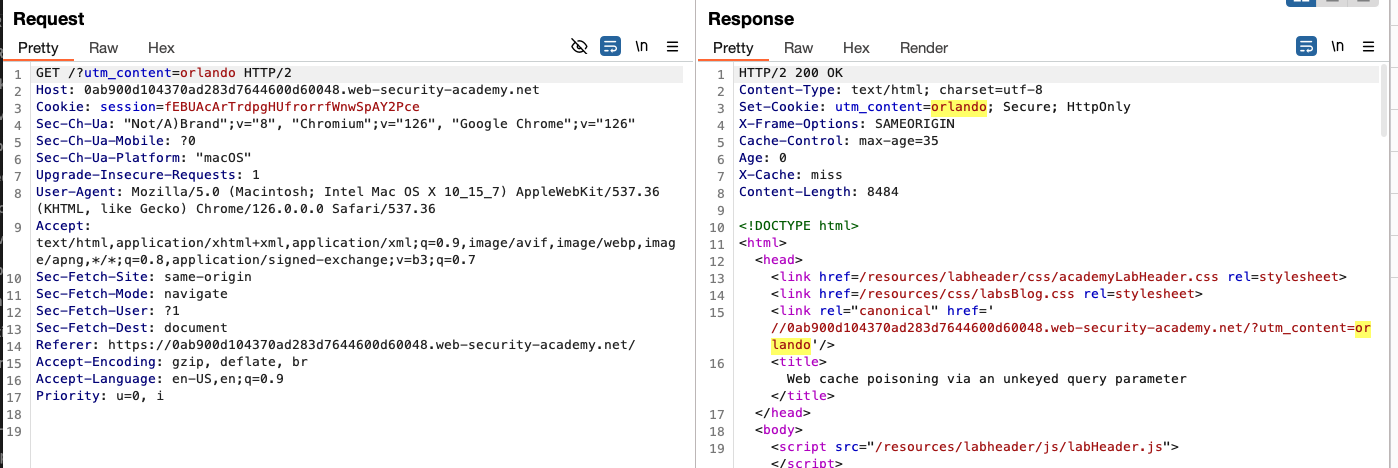 Request
Pretty Raw Hex \n
1 GET /?utm_content=orlando HTTP/2
2 Host: 0ab900d104370ad283d7644600d60048.web-security-academy.net
3 Cookie: session=fEBUAcArTrdpgHUfrorrfWnwSpAY2Pce
4 Sec-Ch-Ua: "Not/A)Brand";v="8", "Chromium";v="126", "Google Chrome";v="126"
5 Sec-Ch-Ua-Mobile: ?0
6 Sec-Ch-Ua-Platform: "macOS"
7 Upgrade-Insecure-Requests: 1
8 User-Agent: Mozilla/5.0 (Macintosh; Intel Mac OS X 10_15_7) AppleWebKit/537.36
(KHTML, like Gecko) Chrome/126.0.0.0 Safari/537.36
9 Accept:
text/html,application/xhtml+xml,application/xml;q=0.9,image/avif,image/webp,imag
e/apng,*/*;q=0.8,application/signed-exchange;v=b3;q=0.7
10 Sec-Fetch-Site: same-origin
11 Sec-Fetch-Mode: navigate
12 Sec-Fetch-User: ?1
13 Sec-Fetch-Dest: document
14 Referer: https://0ab900d104370ad283d7644600d60048.web-security-academy.net/
15 Accept-Encoding: gzip, deflate, br
16 Accept-Language: en-US,en;q=0.9
17 Priority: u=0, i
18
19
Response
Pretty Raw Hex Render \n
1 HTTP/2 200 OK
2 Content-Type: text/html; charset=utf-8
3 Set-Cookie: utm_content=orlando; Secure; HttpOnly
4 X-Frame-Options: SAMEORIGIN
5 Cache-Control: max-age=35
6 Age: 0
7 X-Cache: miss
8 Content-Length: 8484
9
10 <!DOCTYPE html>
11 <html>
12 <head>
13 <link href=/resources/labheader/css/academyLabHeader.css rel=stylesheet>
14 <link href=/resources/css/labsBlog.css rel=stylesheet>
15 <link rel="canonical" href='
//0ab900d104370ad283d7644600d60048.web-security-academy.net/?utm_content=or
lando'/>
16 <title>
Web cache poisoning via an unkeyed query parameter
</title>
17 </head>
18 <body>
19 <script src="/resources/labheader/js/labHeader.js">
</script>